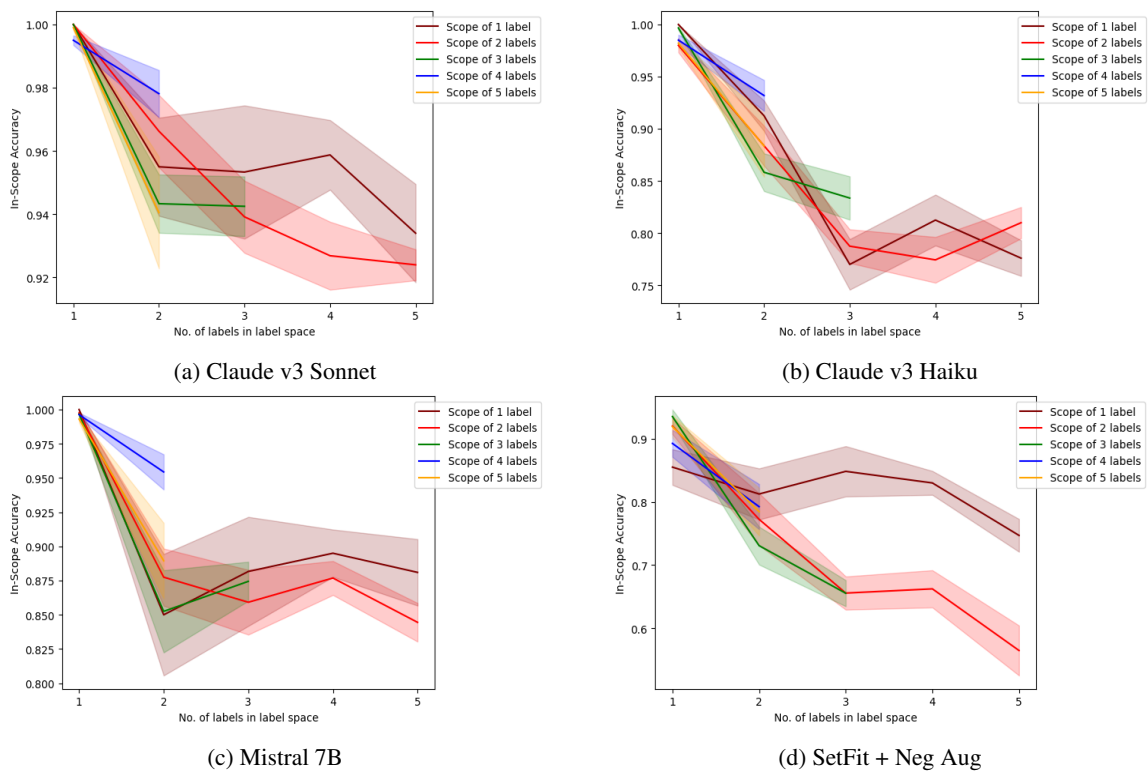 1.00
0.98
0.96
0.94
0.92
In-Scope Accuracy
1 2 3 4 5
No. of labels in label space
Scope of 1 label
Scope of 2 labels
Scope of 3 labels
Scope of 4 labels
Scope of 5 labels
(a) Claude v3 Sonnet
1.00
0.95
0.90
0.85
0.80
0.75
In-Scope Accuracy
1 2 3 4 5
No. of labels in label space
Scope of 1 label
Scope of 2 labels
Scope of 3 labels
Scope of 4 labels
Scope of 5 labels
(b) Claude v3 Haiku
1.000
0.975
0.950
0.925
0.900
0.875
0.850
0.825
0.800
In-Scope Accuracy
1 2 3 4 5
No. of labels in label space
Scope of 1 label
Scope of 2 labels
Scope of 3 labels
Scope of 4 labels
Scope of 5 labels
(c) Mistral 7B
0.9
0.8
0.7
0.6
In-Scope Accuracy
1 2 3 4 5
No. of labels in label space
Scope of 1 label
Scope of 2 labels
Scope of 3 labels
Scope of 4 labels
Scope of 5 labels
(d) SetFit + Neg Aug